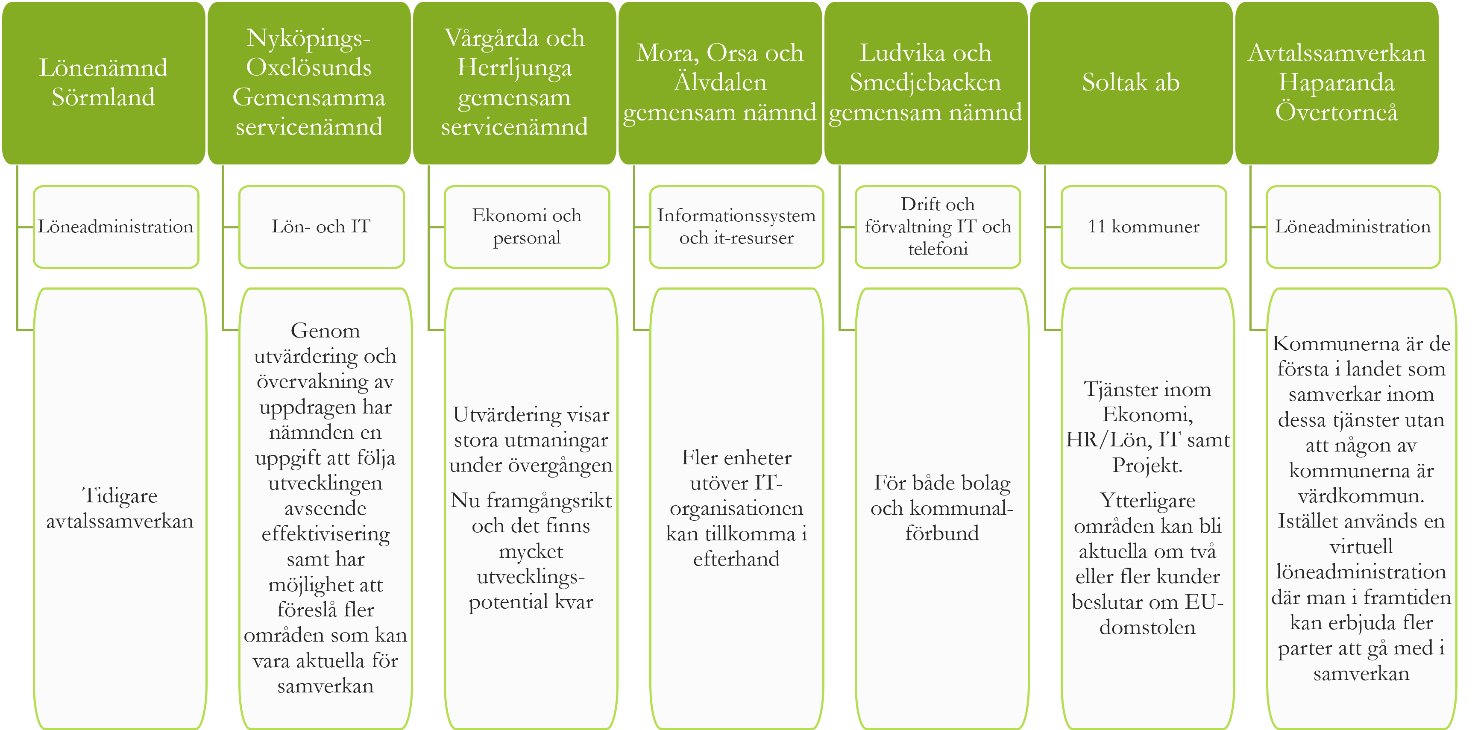 Lönenämnd
Sörmland
Löneadministration
Tidigare
avtalssamverkan
Nyköpings-
Oxelösunds
Gemensamma
servicenämnd
Lön- och IT
Genom
utvärdering och
övervakning av
uppdragen har
nämnden en
uppgift att följa
utvecklingen
avseende
effektivisering
samt har
möjlighet att
föreslå fler
områden som kan
vara aktuella för
samverkan
Vårgårda och
Herrljunga
gemensam
servicenämnd
Ekonomi och
personal
Utvärdering visar
stora utmaningar
under övergången
Nu framgångsrikt
och det finns
mycket
utvecklings-
potential kvar
Mora, Orsa och
Älvdalen
gemensam nämnd
Informationssystem
och it-resurser
Fler enheter
utöver IT-
organisationen
kan tillkomma i
efterhand
Ludvika och
Smedjebacken
gemensam nämnd
Drift och
förvaltning IT och
telefoni
För både bolag
och kommunal-
förbund
Soltak ab
11 kommuner
Tjänster inom
Ekonomi,
HR/Lön, IT samt
Projekt.
Ytterligare
områden kan bli
aktuella om två
eller fler kunder
beslutar om EU-
domstolen
Avtalssamverkan
Haparanda
Övertorneå
Löneadministration
Kommunerna är de
första i landet som
samverkar inom
dessa tjänster utan
att någon av
kommunerna är
värdkommun.
Istället används en
virtuell
löneadministration
där man i framtiden
kan erbjuda fler
parter att gå med i
samverkan